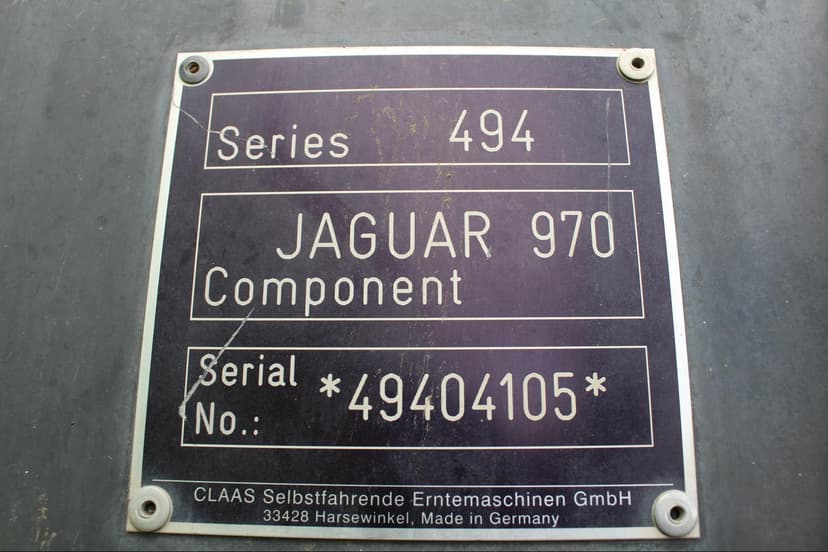 Series 494
JAGUAR 970
Component
Serial
No.: *49404105*
CLAAS Selbstfahrende Erntemaschinen GmbH
33428 Harsewinkel, Made in Germany